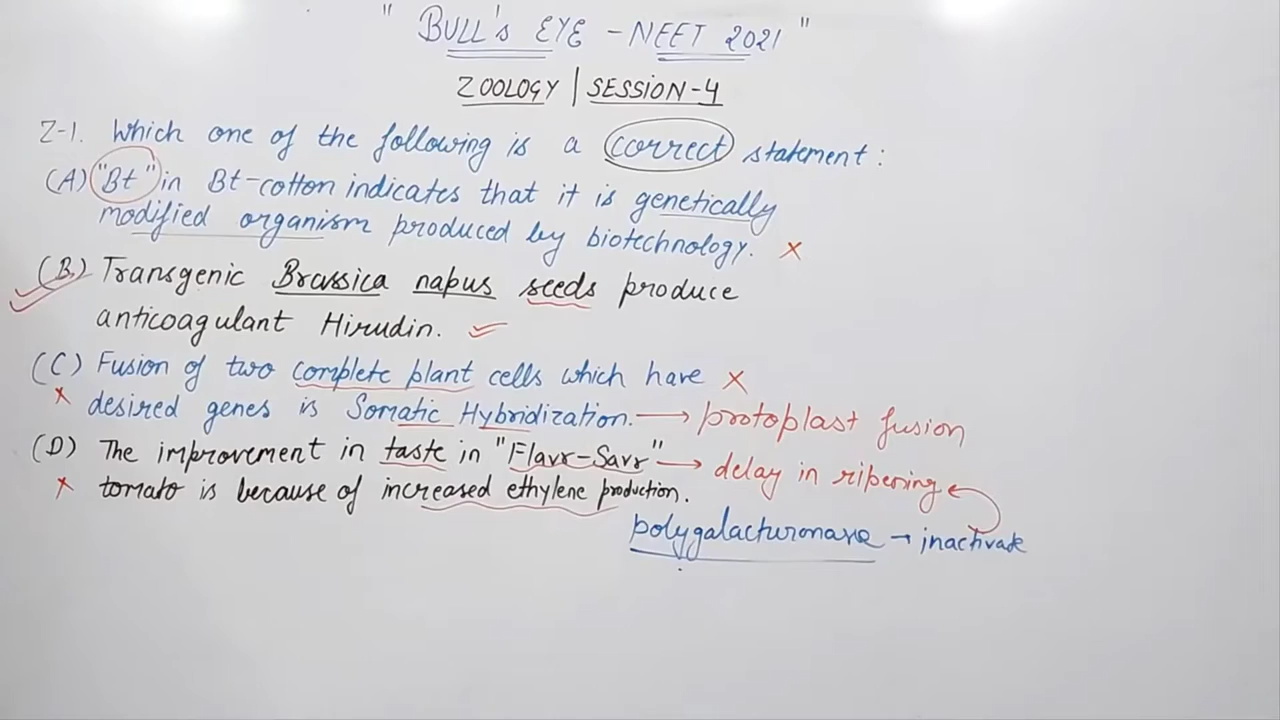 " BULL'S EYE - NEET 2021 "
ZOOLOGY | SESSION-4
Z-1. Which one of the following is a correct statement :
(A) "Bt" in Bt-cotton indicates that it is genetically
modified organism produced by biotechnology. ×
(B) Transgenic Brassica napus seeds produce
anticoagulant Hirudin. ✓
(C) Fusion of two complete plant cells which have ×
× desired genes is Somatic Hybridization. → protoplast fusion
(D) The improvement in taste in "Flavr-Savr" → delay in ripening ←
× tomato is because of increased ethylene production.
polygalacturonase → inactivate